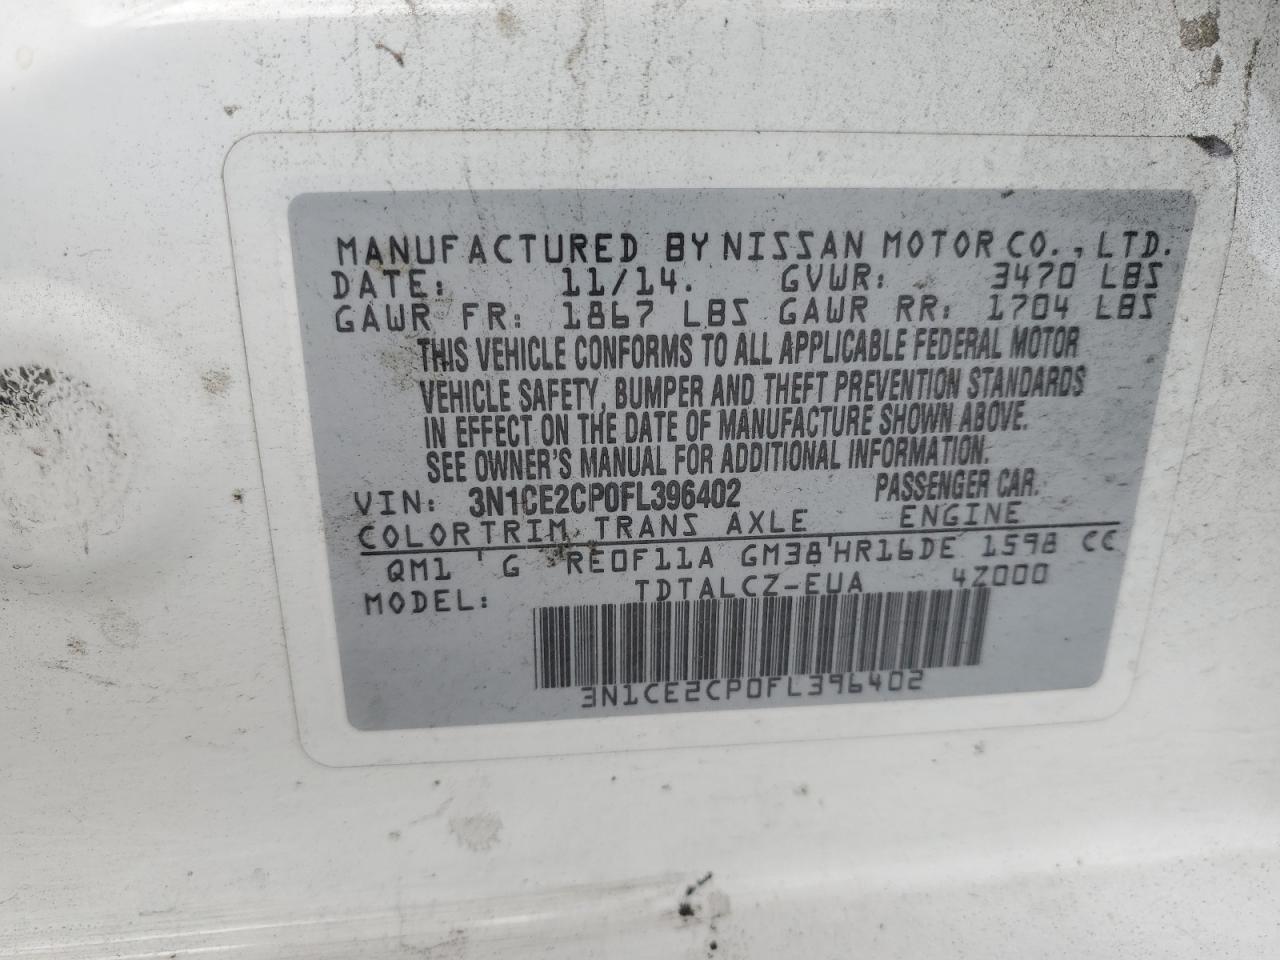 MANUFACTURED BY NISSAN MOTOR CO., LTD.
DATE: 11/14. GVWR: 3470 LBS
GAWR FR: 1867 LBS GAWR RR: 1704 LBS
THIS VEHICLE CONFORMS TO ALL APPLICABLE FEDERAL MOTOR
VEHICLE SAFETY, BUMPER AND THEFT PREVENTION STANDARDS
IN EFFECT ON THE DATE OF MANUFACTURE SHOWN ABOVE.
SEE OWNER'S MANUAL FOR ADDITIONAL INFORMATION.
VIN: 3N1CE2CP0FL396402 PASSENGER CAR.
COLOR TRIM TRANS AXLE ENGINE
QM1 ' G RE0F11A GM38 ' HR16DE 1598 CC
MODEL: TDTALCZ-EUA 4Z000
3N1CE2CP0FL396402